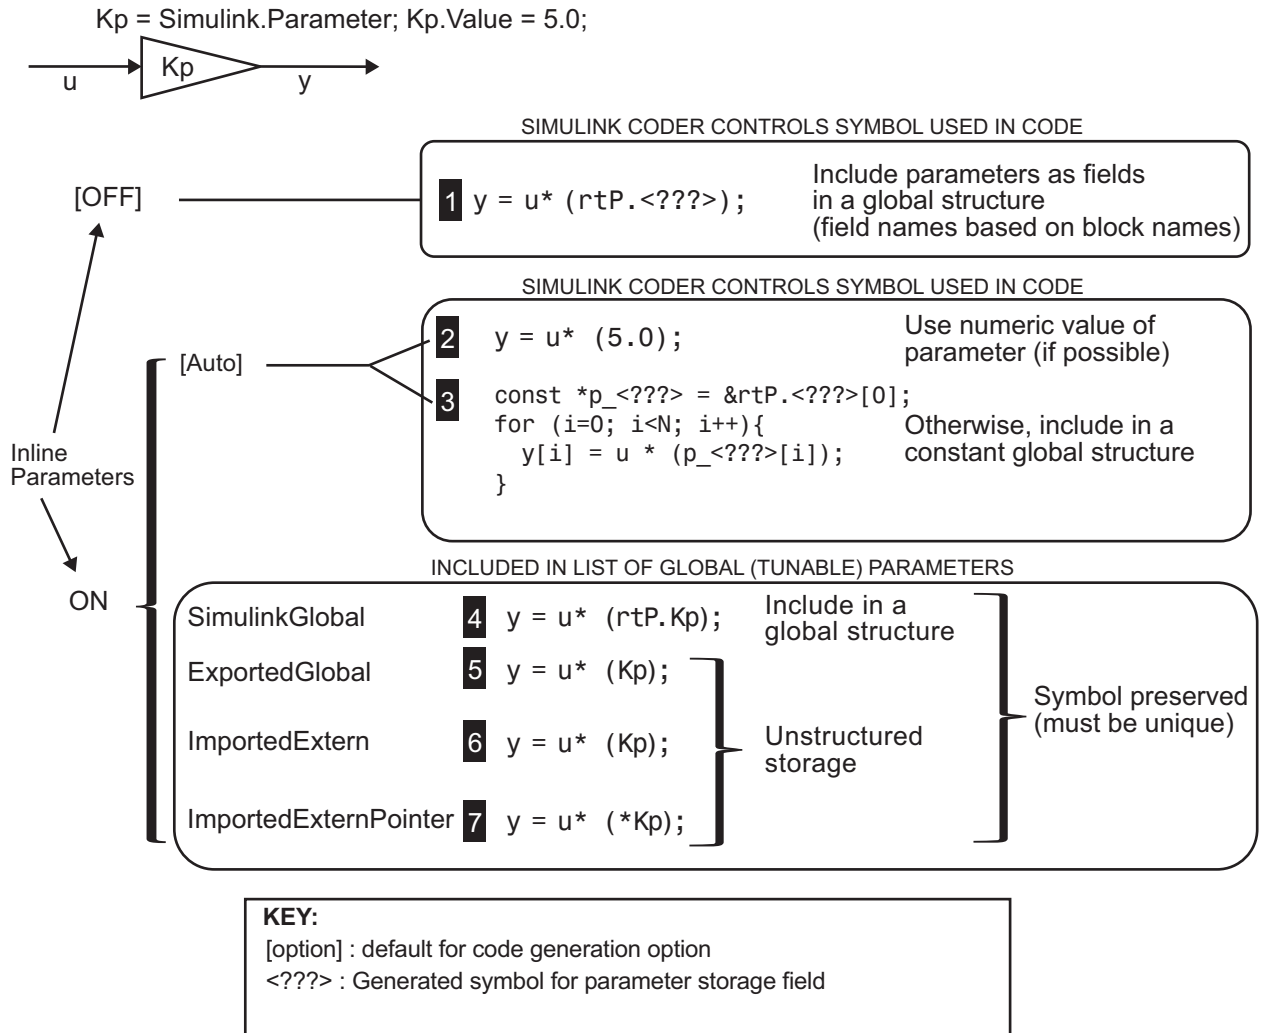 Kp = Simulink.Parameter; Kp.Value = 5.0;
Kp
u
y
SIMULINK CODER CONTROLS SYMBOL USED IN CODE
[OFF]
1 y = u* (rtP.<???>);
Include parameters as fields
in a global structure
(field names based on block names)
SIMULINK CODER CONTROLS SYMBOL USED IN CODE
[Auto]
2 y = u* (5.0);
Use numeric value of
parameter (if possible)
3 const *p_<???> = &rtP.<???>[0];
for (i=0; i<N; i++){
y[i] = u * (p_<???>[i]);
}
Otherwise, include in a
constant global structure
Inline
Parameters
ON
INCLUDED IN LIST OF GLOBAL (TUNABLE) PARAMETERS
SimulinkGlobal 4 y = u* (rtP.Kp);
Include in a
global structure
ExportedGlobal 5 y = u* (Kp);
ImportedExtern 6 y = u* (Kp);
Unstructured
storage
Symbol preserved
(must be unique)
ImportedExternPointer 7 y = u* (*Kp);
KEY:
[option] : default for code generation option
<???> : Generated symbol for parameter storage field